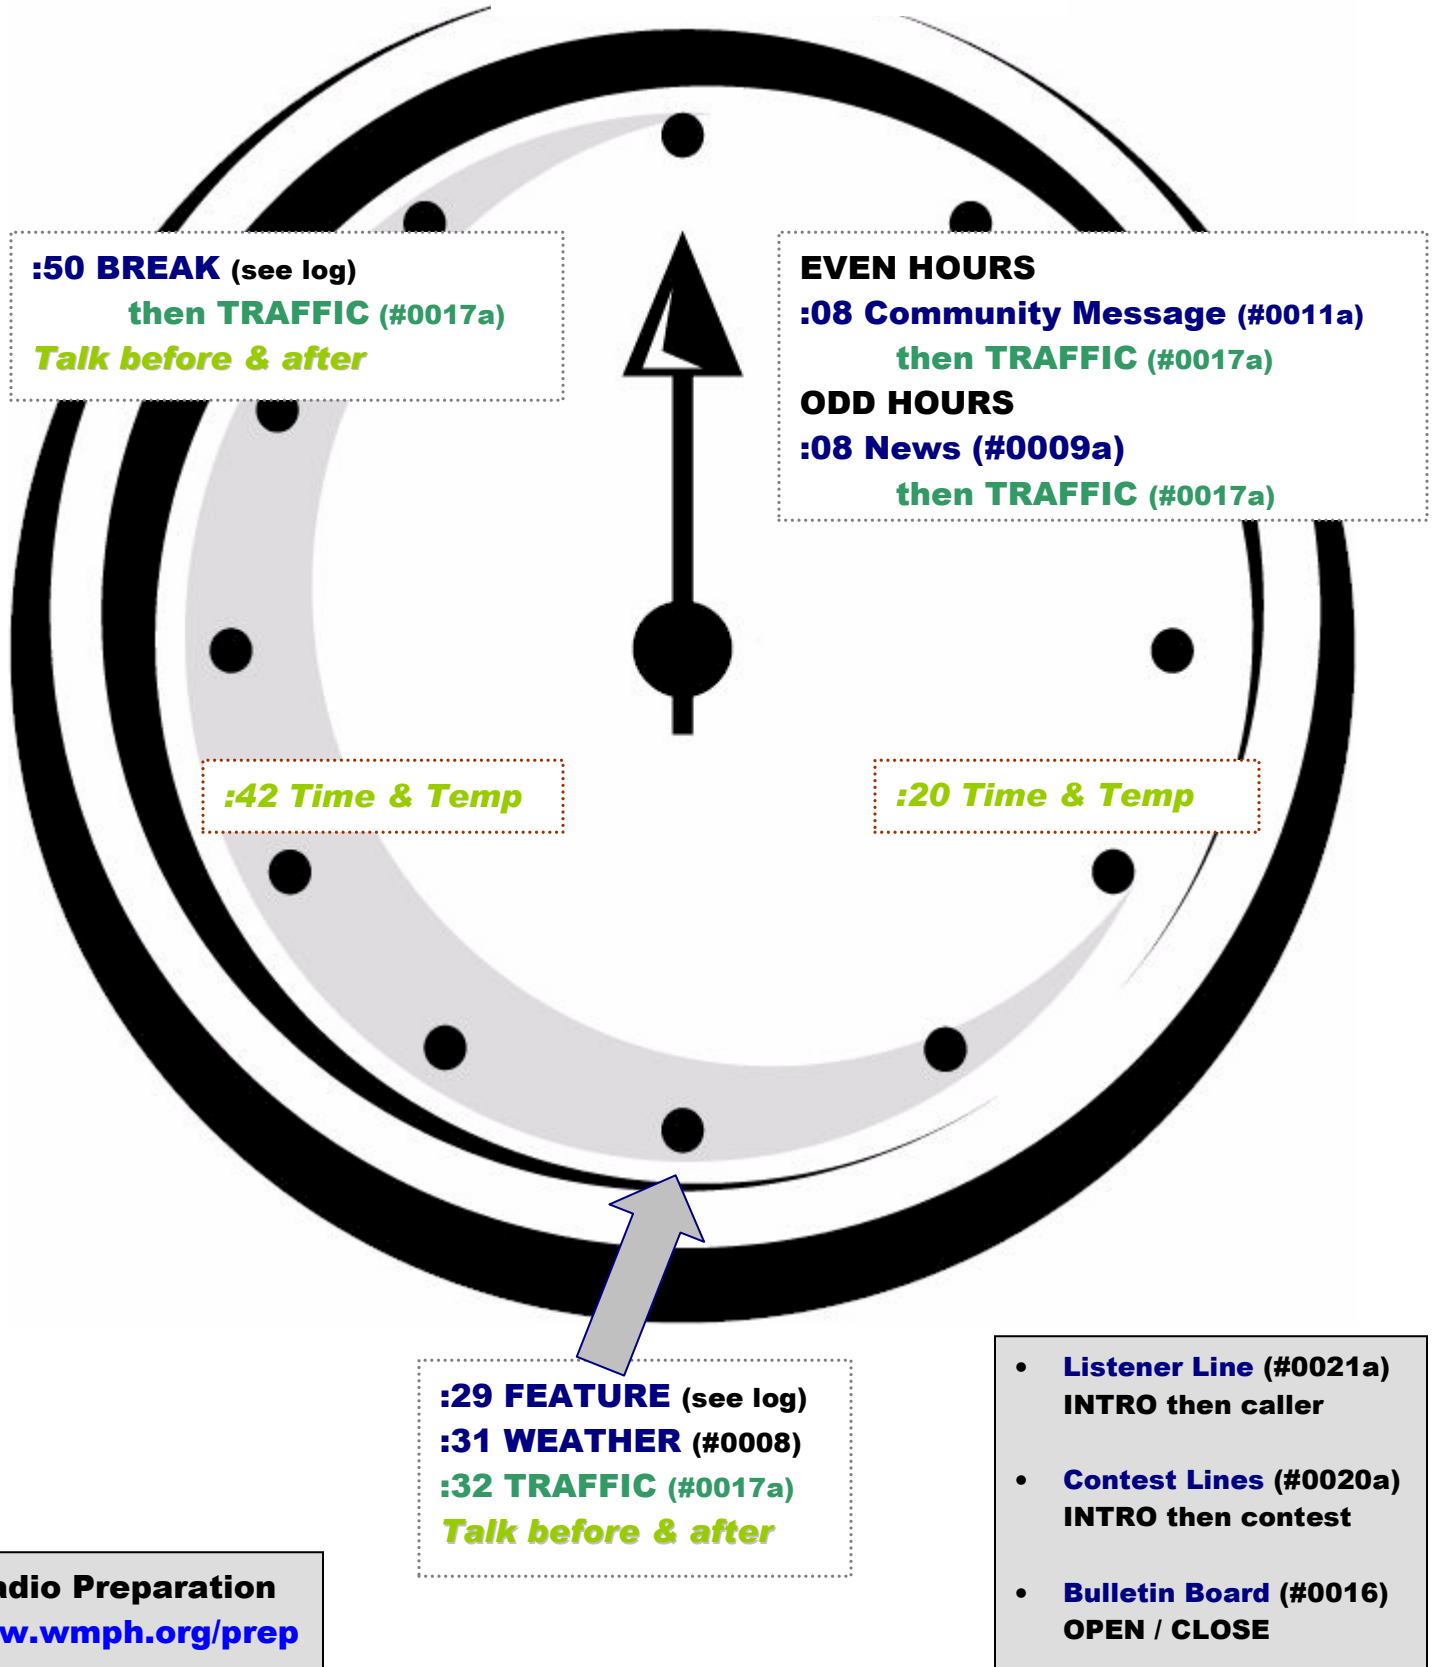 :50 BREAK (see log)
then TRAFFIC (#0017a)
Talk before & after
EVEN HOURS
:08 Community Message (#0011a)
then TRAFFIC (#0017a)
ODD HOURS
:08 News (#0009a)
then TRAFFIC (#0017a)
:42 Time & Temp
:20 Time & Temp
:29 FEATURE (see log)
:31 WEATHER (#0008)
:32 TRAFFIC (#0017a)
Talk before & after
• Listener Line (#0021a)
INTRO then caller
• Contest Lines (#0020a)
INTRO then contest
• Bulletin Board (#0016)
OPEN / CLOSE
adio Preparation
w.wmph.org/prep